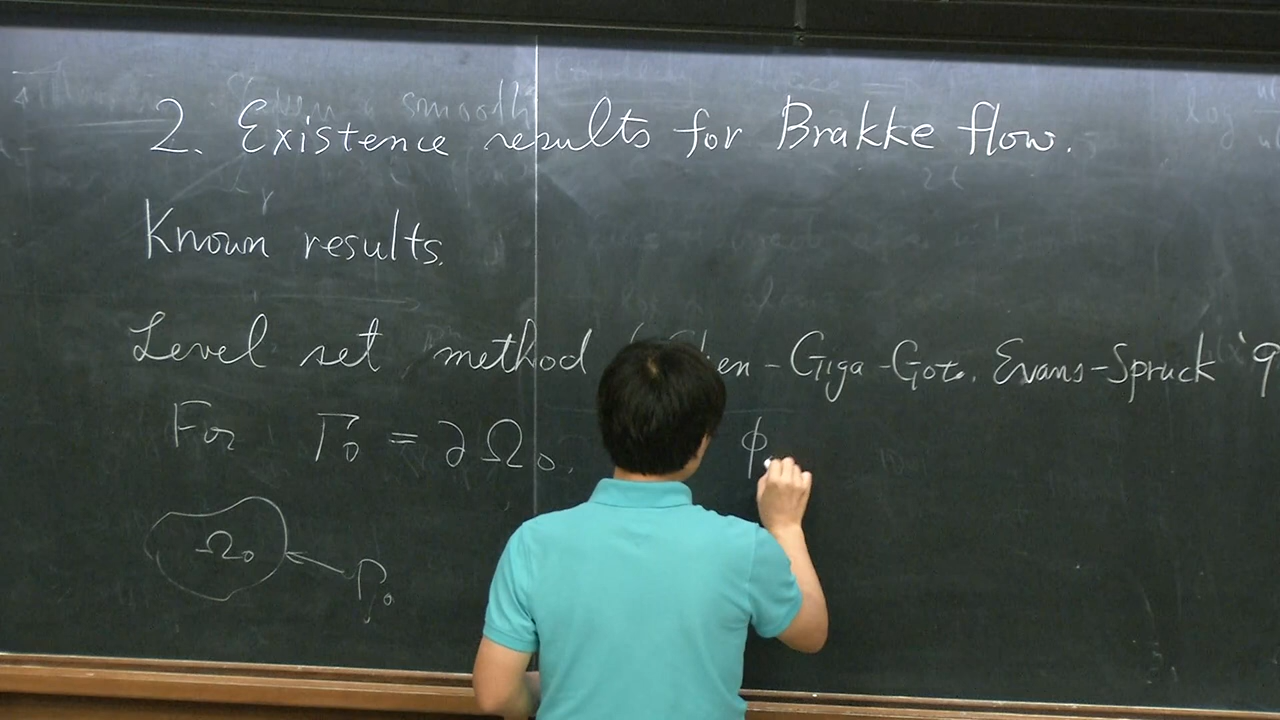 2. Existence results for Brakke flow.
Known results.
Level set method (Chen-Giga-Goto, Evans-Spruck '9
For Γ₀ = ∂Ω₀. ϕ
Ω₀
Γ₀